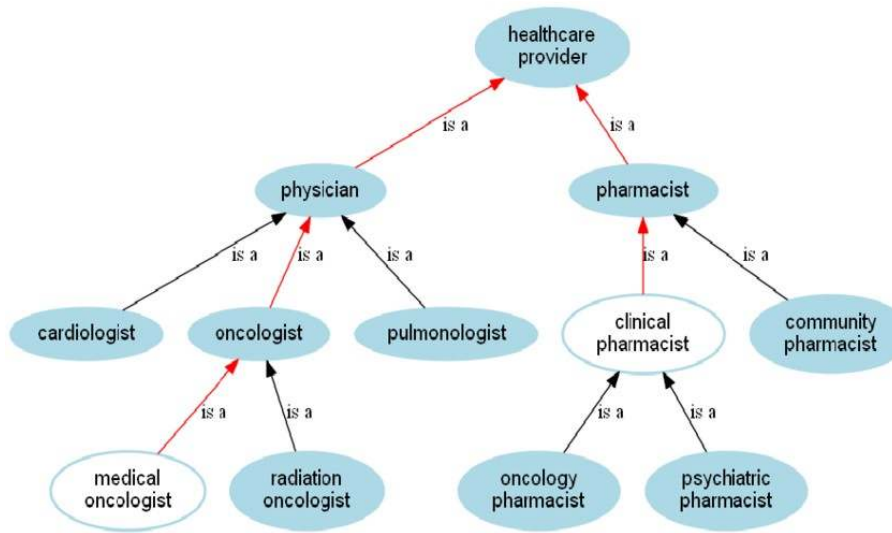 healthcare
provider
is a
is a
physician
pharmacist
is a
is a
is a
is a
is a
cardiologist
oncologist
pulmonologist
clinical
pharmacist
community
pharmacist
is a
is a
is a
is a
medical
oncologist
radiation
oncologist
oncology
pharmacist
psychiatric
pharmacist